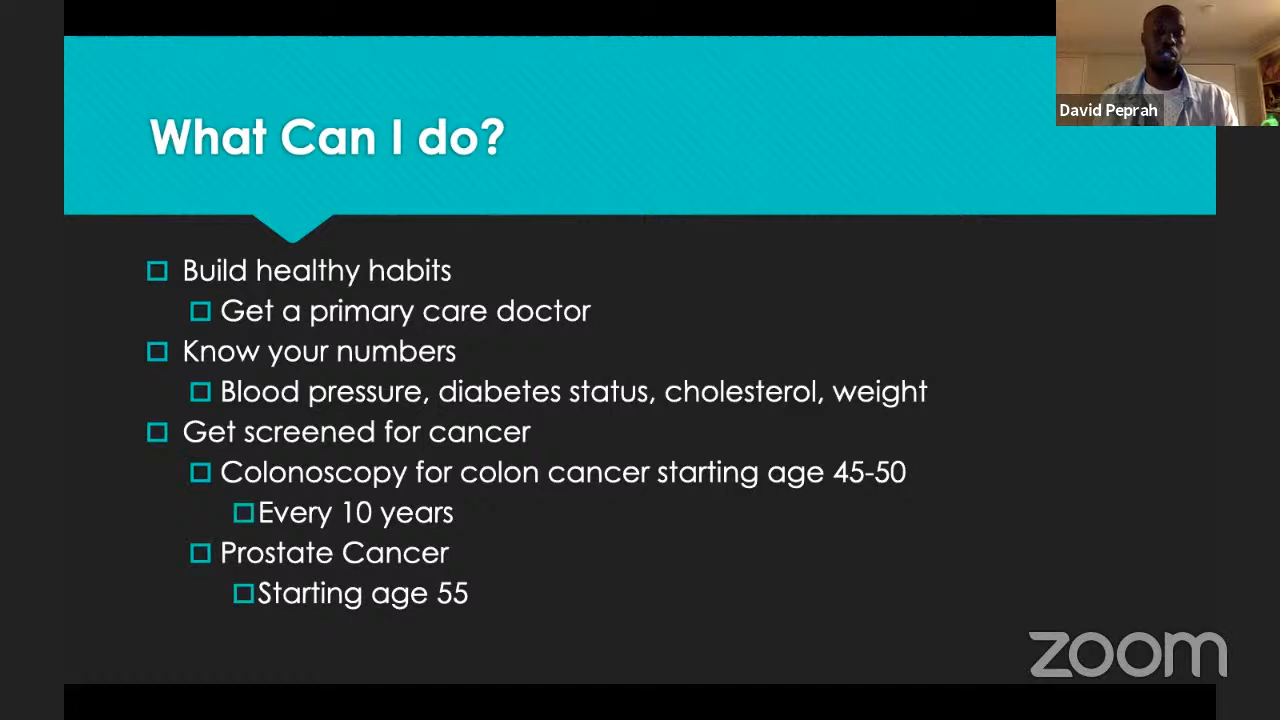 David Peprah
What Can I do?
Build healthy habits
Get a primary care doctor
Know your numbers
Blood pressure, diabetes status, cholesterol, weight
Get screened for cancer
Colonoscopy for colon cancer starting age 45-50
Every 10 years
Prostate Cancer
Starting age 55
zoom